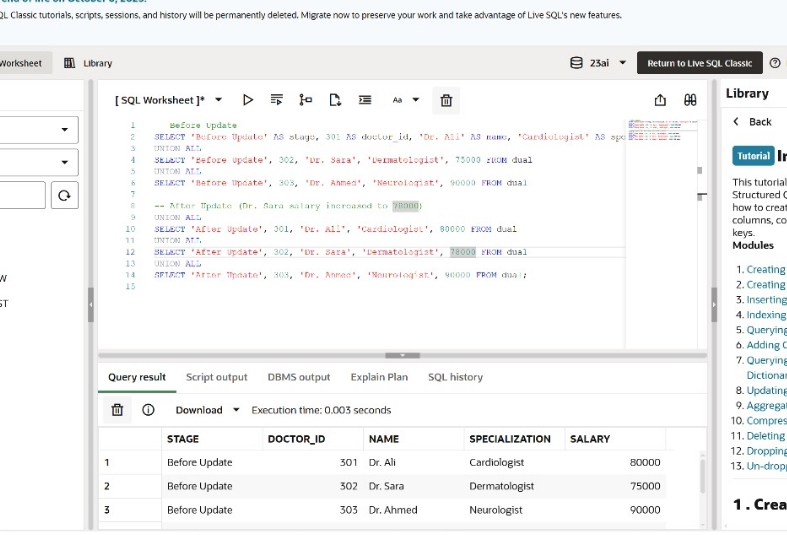 QL Classic tutorials, scripts, sessions, and history will be permanently deleted. Migrate now to preserve your work and take advantage of Live SQL's new features.
Worksheet
Library
23ai
Return to Live SQL Classic
[ SQL Worksheet ]*
Aa
Library
Back
1 Before Update
2 SELECT 'Before Update' AS stage, 301 AS doctor_id, 'Dr. Ali' AS name, 'Cardiologist' AS spe
3 UNION ALL
4 SELECT 'Before Update', 302, 'Dr. Sara', 'Dermatologist', 75000 FROM dual
5 UNION ALL
6 SELECT 'Before Update', 303, 'Dr. Ahmed', 'Neurologist', 90000 FROM dual
7
8 -- After Update (Dr. Sara salary increased to 78000)
9 UNION ALL
10 SELECT 'After Update', 301, 'Dr. Ali', 'Cardiologist', 80000 FROM dual
11 UNION ALL
12 SELECT 'After Update', 302, 'Dr. Sara', 'Dermatologist', 78000 FROM dual
13 UNION ALL
14 SELECT 'After Update', 303, 'Dr. Ahmed', 'Neurologist', 90000 FROM dual;
15
Query result Script output DBMS output Explain Plan SQL history
Download Execution time: 0.003 seconds
STAGE DOCTOR_ID NAME SPECIALIZATION SALARY
1 Before Update 301 Dr. Ali Cardiologist 80000
2 Before Update 302 Dr. Sara Dermatologist 75000
3 Before Update 303 Dr. Ahmed Neurologist 90000
Tutorial
This tutorial
Structured
how to creat
columns, co
keys.
Modules
1. Creating
2. Creating
3. Inserting
4. Indexing
5. Querying
6. Adding
7. Querying
Dictionar
8. Updating
9. Aggregat
10. Compres
11. Deleting
12. Dropping
13. Un-dropp
1. Crea